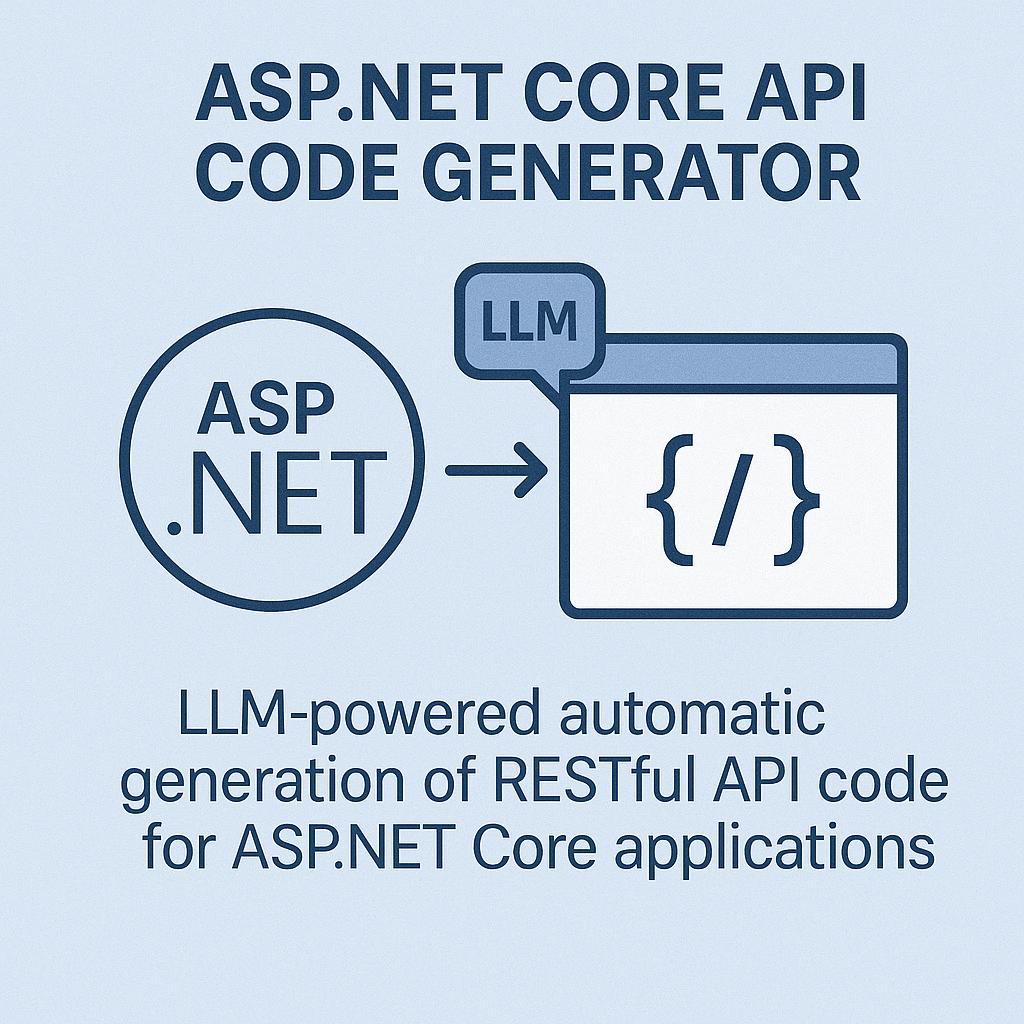 ASP.NET CORE API
CODE GENERATOR
LLM
ASP
.NET
{/}
LLM-powered automatic
generation of RESTful API code
for ASP.NET Core applications